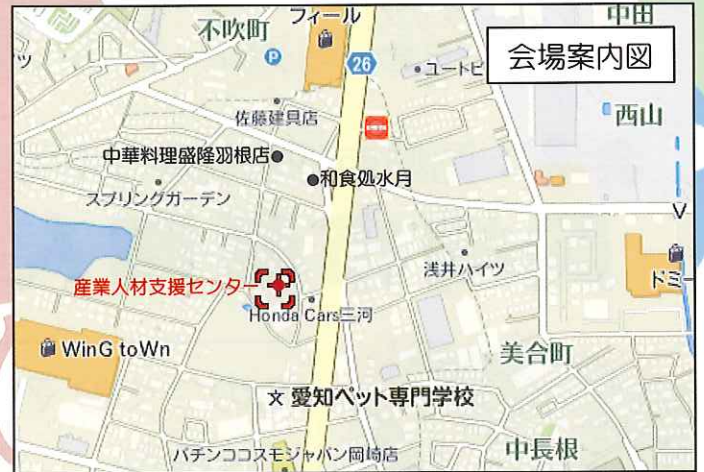 フィール
中田
不吹町
会場案内図
26
ユートピ
ツ
P
佐藤建具店
西山
中華料理盛隆羽根店
和食処水月
スプリングガーデン
V
浅井ハイツ
産業人材支援センター
ドミー
Honda Cars三河
WinG toWn
美合町
文 愛知ペット専門学校
中長根
パチンココスモジャパン岡崎店